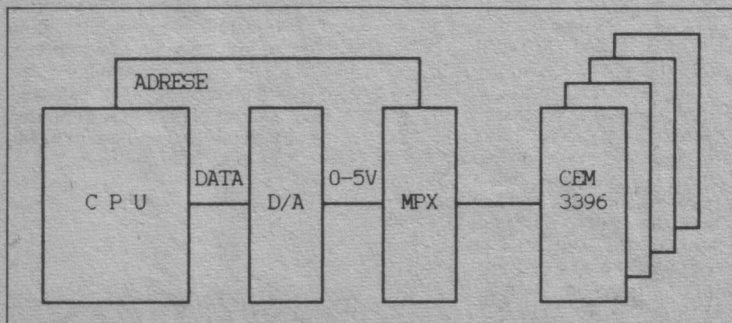 ADRESE
C P U
DATA
D/A
0-5V
MPX
CEM
3396